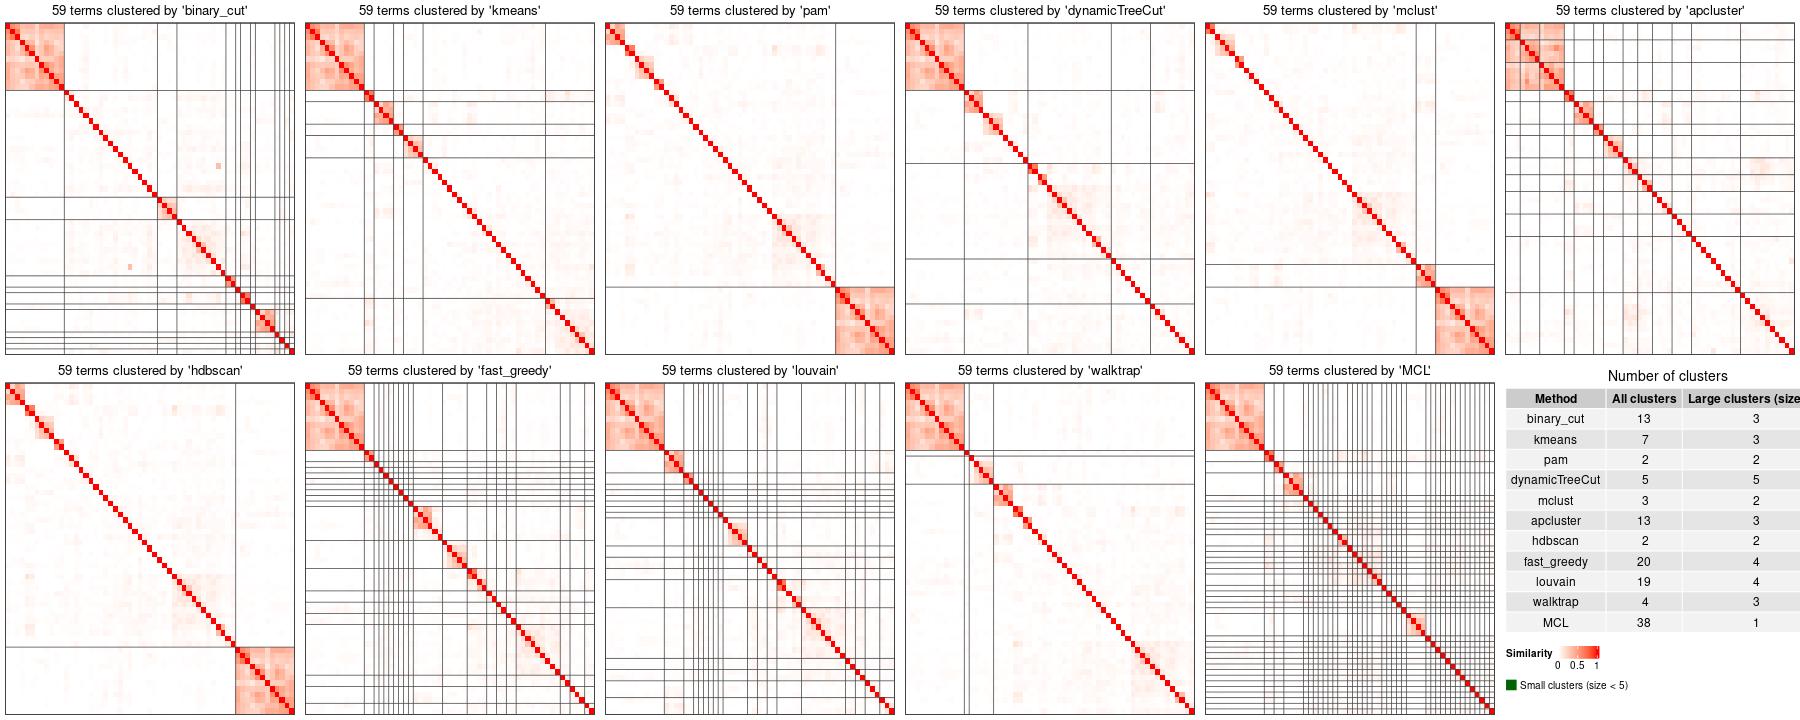 59 terms clustered by 'binary_cut'
59 terms clustered by 'kmeans'
59 terms clustered by 'pam'
59 terms clustered by 'dynamicTreeCut'
59 terms clustered by 'mclust'
59 terms clustered by 'apcluster'
59 terms clustered by 'hdbscan'
59 terms clustered by 'fast_greedy'
59 terms clustered by 'louvain'
59 terms clustered by 'walktrap'
59 terms clustered by 'MCL'
Number of clusters
Method All clusters Large clusters (size
binary_cut 13 3
kmeans 7 3
pam 2 2
dynamicTreeCut 5 5
mclust 3 2
apcluster 13 3
hdbscan 2 2
fast_greedy 20 4
louvain 19 4
walktrap 4 3
MCL 38 1
Similarity
0 0.5 1
Small clusters (size < 5)